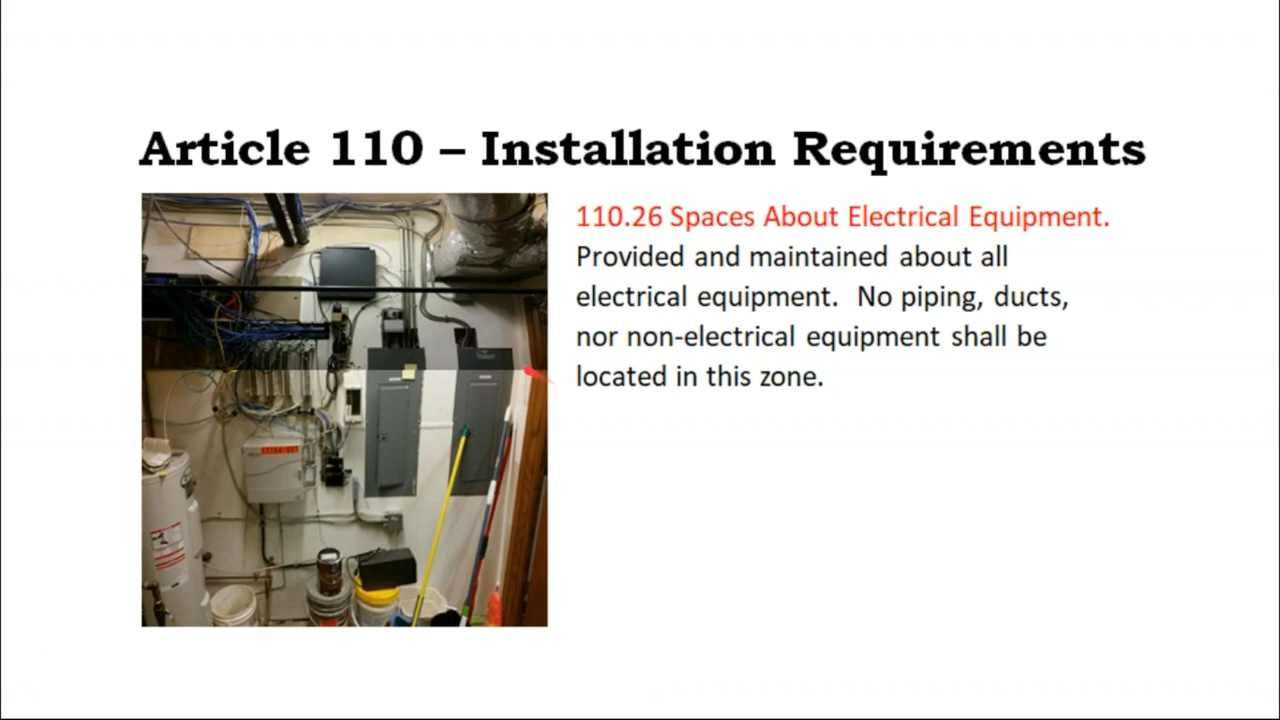 Article 110 – Installation Requirements
110.26 Spaces About Electrical Equipment.
Provided and maintained about all
electrical equipment.  No piping, ducts,
nor non-electrical equipment shall be
located in this zone.